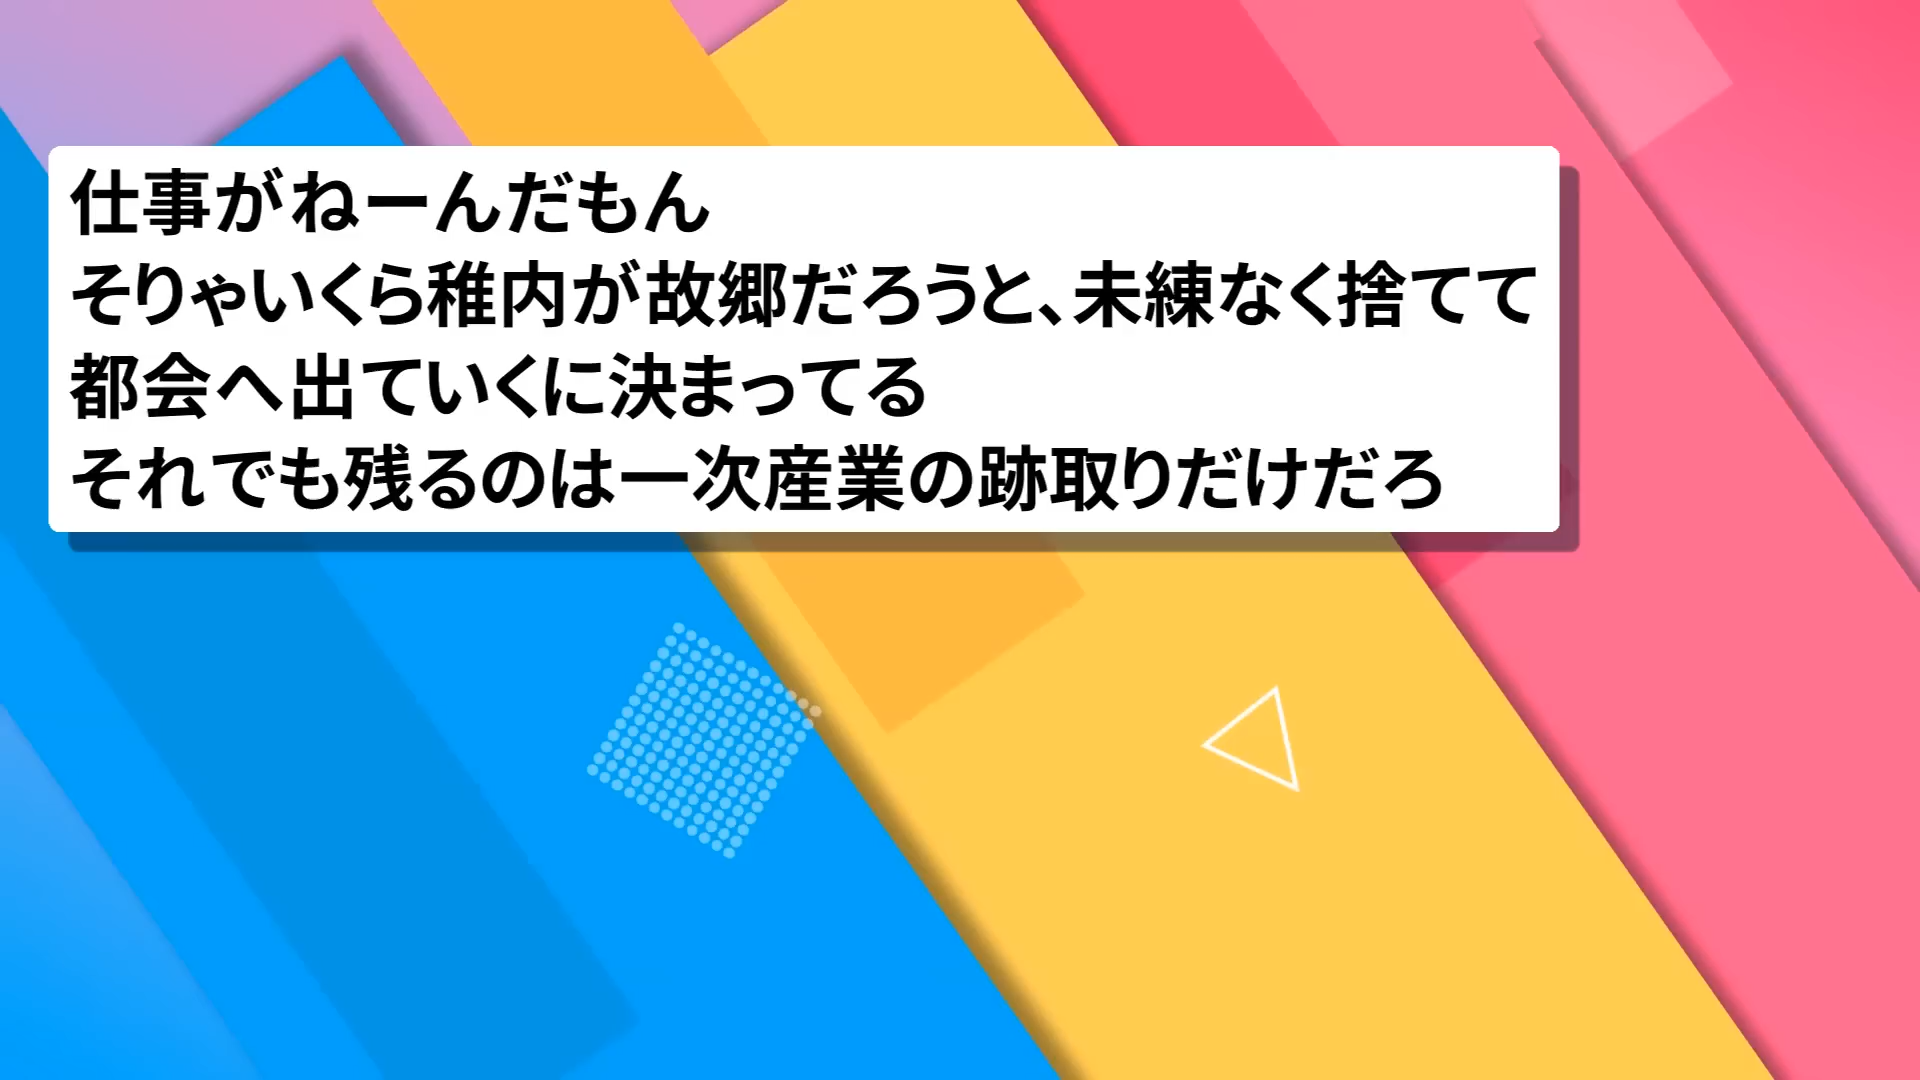 仕事がねーんだもん
そりゃいくら稚内が故郷だろうと、未練なく捨てて
都会へ出ていくに決まってる
それでも残るのは一次産業の跡取りだけだろ